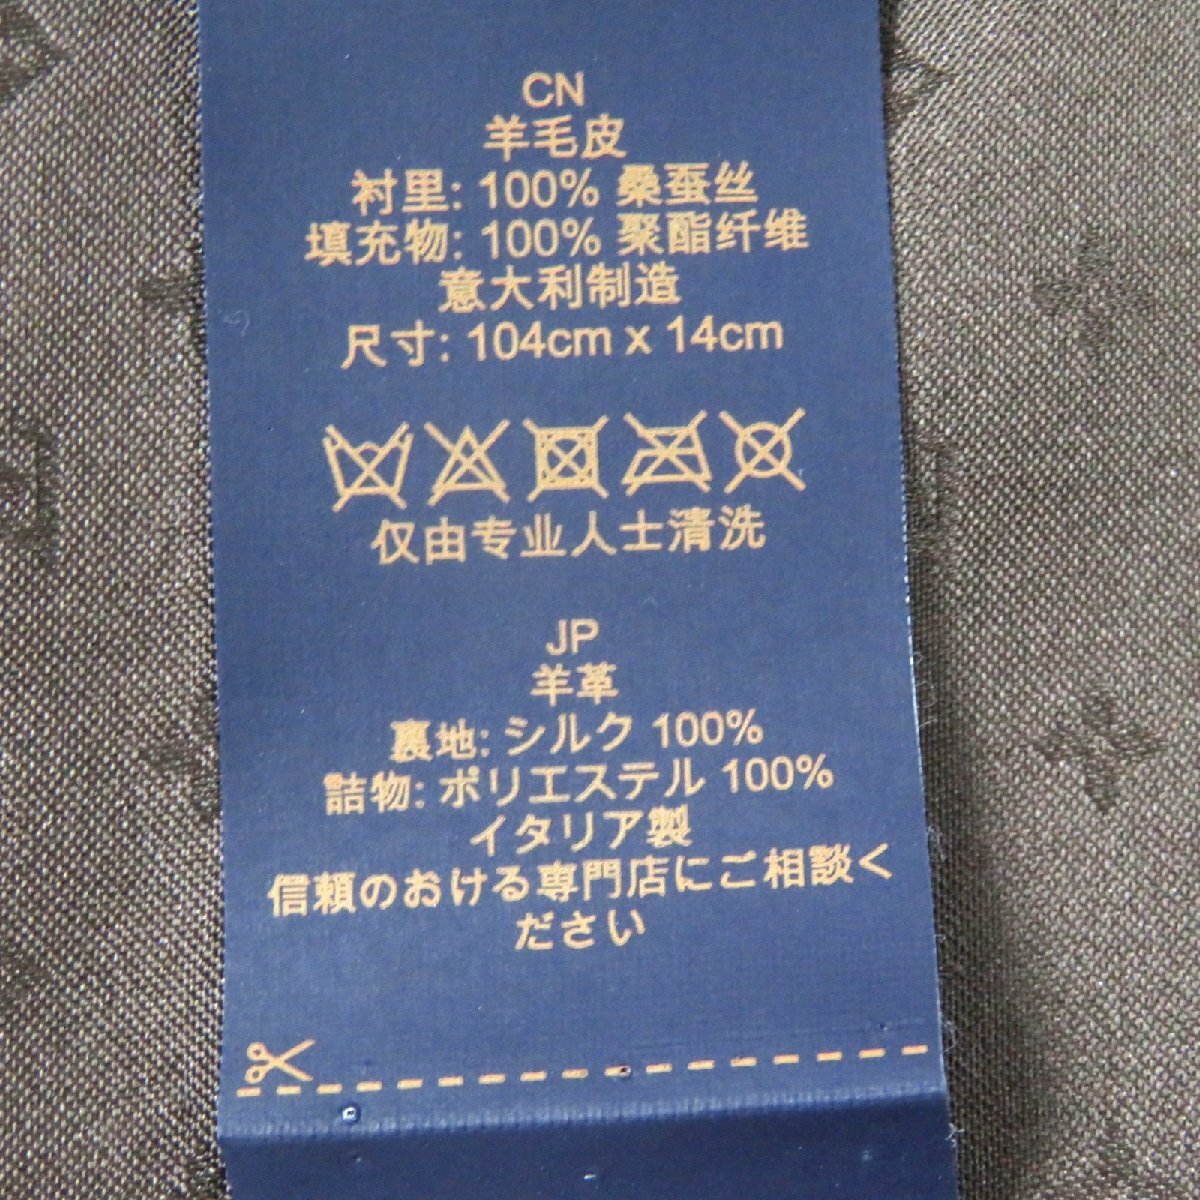 CN
羊毛皮
衬里: 100% 桑蚕丝
填充物: 100% 聚酯纤维
意大利制造
尺寸: 104cm x 14cm
仅由专业人士清洗
JP
羊革
裏地: シルク 100%
詰物: ポリエステル 100%
イタリア製
信頼のおける専門店にご相談く
ださい